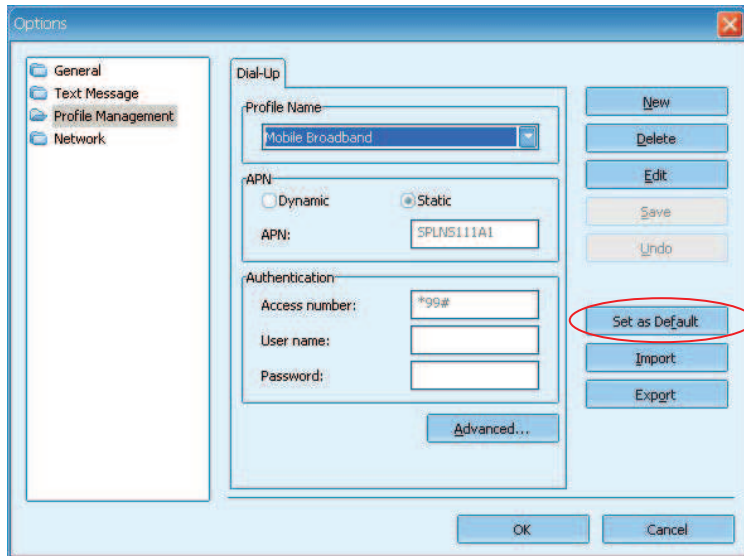 Options
General
Text Message
Profile Management
Network
Dial-Up
Profile Name
Mobile Broadband
APN
Dynamic
Static
APN:
SPLNS111A1
Authentication
Access number:
*99#
User name:
Password:
Advanced...
New
Delete
Edit
Save
Undo
Set as Default
Import
Export
OK
Cancel